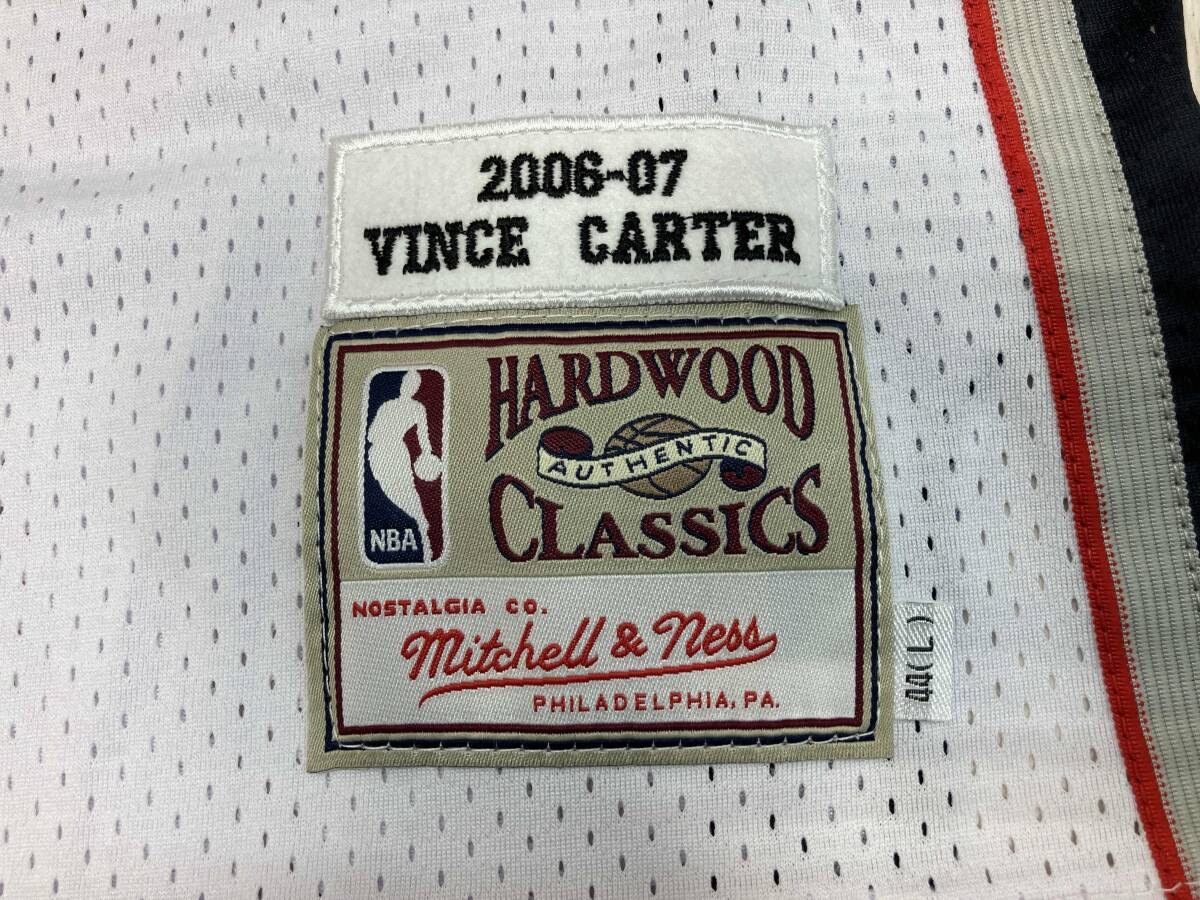 2006-07
VINCE CARTER
HARDWOOD
AUTHENTIC
CLASSICS
NBA
NOSTALGIA CO.
Mitchell & Ness
PHILADELPHIA, PA.
44(L)